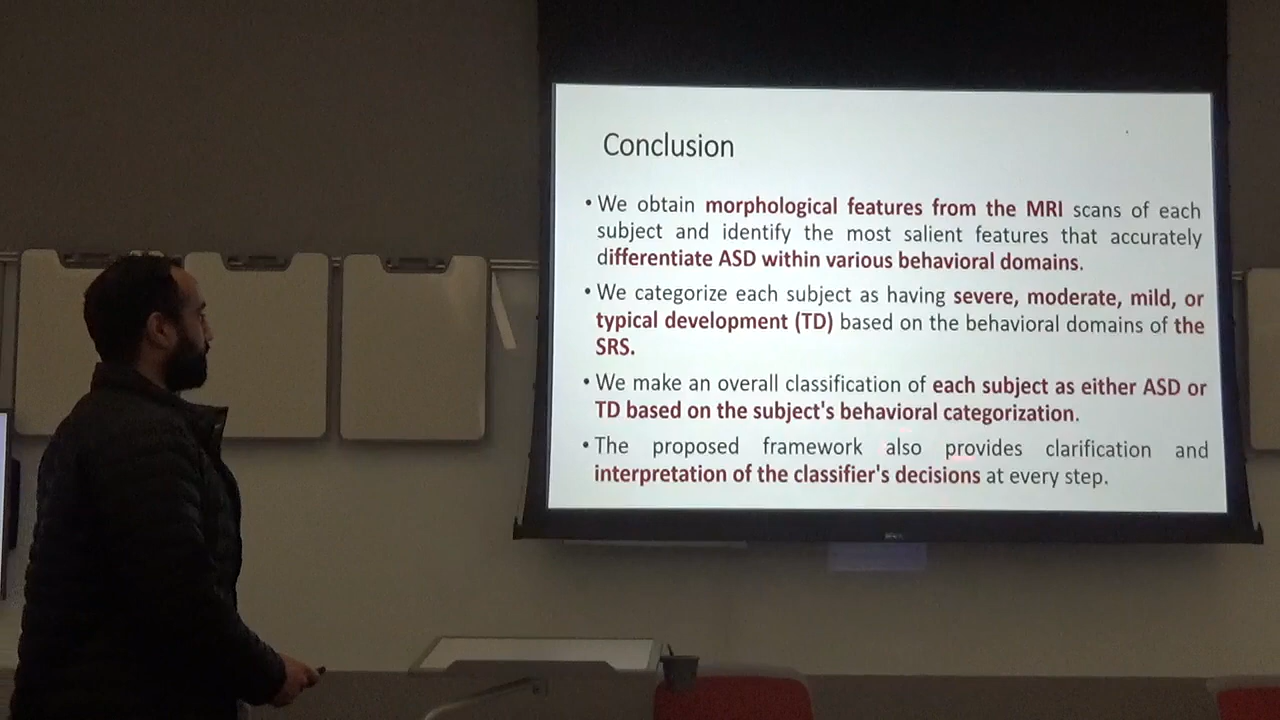 Conclusion
• We obtain morphological features from the MRI scans of each
subject and identify the most salient features that accurately
differentiate ASD within various behavioral domains.
• We categorize each subject as having severe, moderate, mild, or
typical development (TD) based on the behavioral domains of the
SRS.
• We make an overall classification of each subject as either ASD or
TD based on the subject's behavioral categorization.
• The proposed framework also provides clarification and
interpretation of the classifier's decisions at every step.